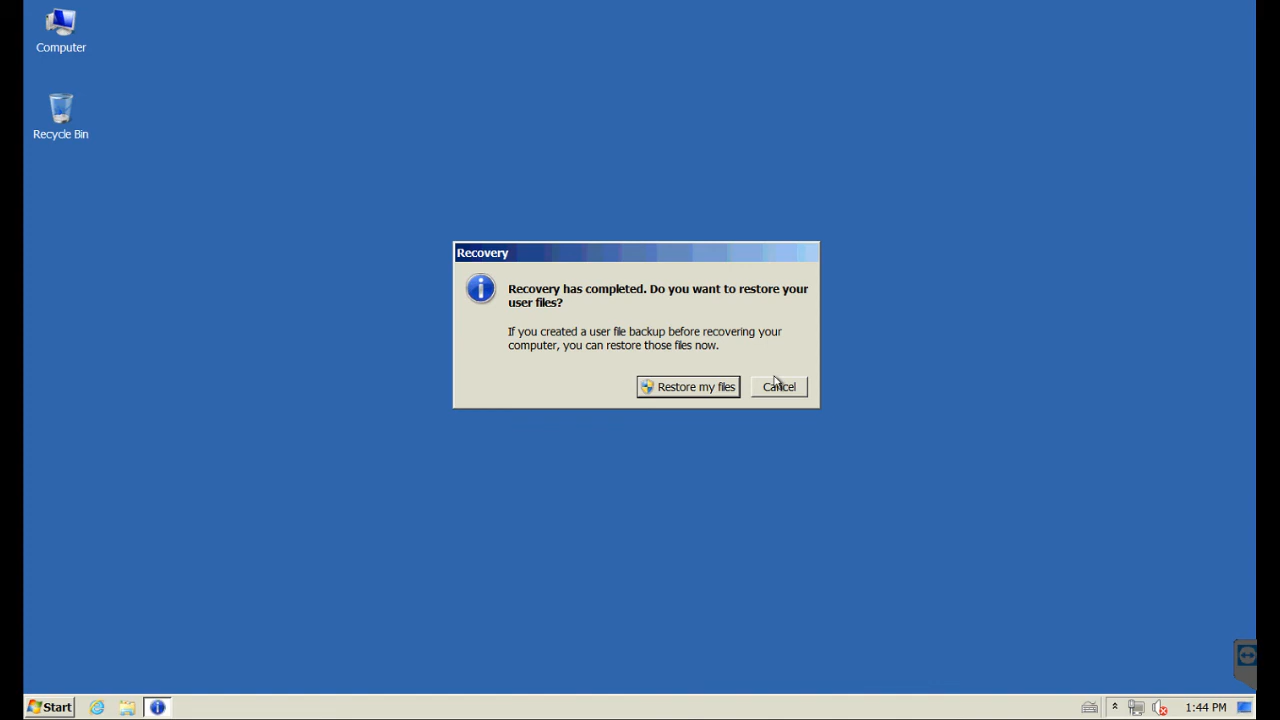 Computer
Recycle Bin
Recovery
Recovery has completed. Do you want to restore your
user files?
If you created a user file backup before recovering your
computer, you can restore those files now.
Restore my files
Cancel
Start
1:44 PM